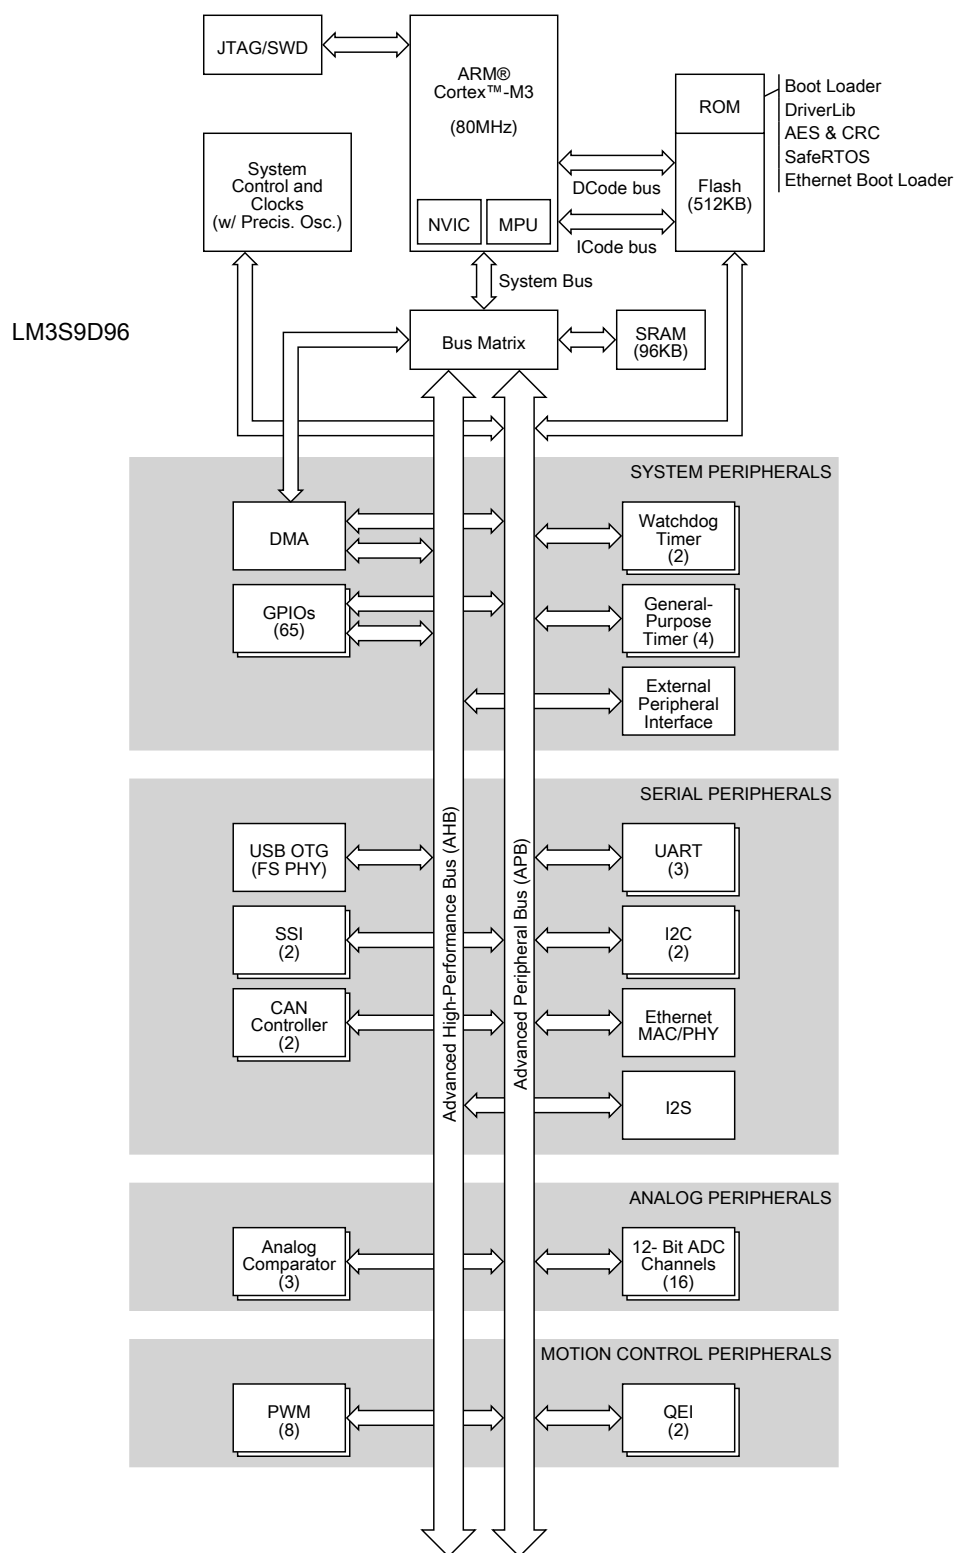 JTAG/SWD
ARM®
Cortex™-M3
(80MHz)
NVIC
MPU
System
Control and
Clocks
(w/ Precis. Osc.)
ROM
Flash
(512KB)
Boot Loader
DriverLib
AES & CRC
SafeRTOS
Ethernet Boot Loader
DCode bus
ICode bus
System Bus
LM3S9D96
Bus Matrix
SRAM
(96KB)
SYSTEM PERIPHERALS
DMA
Watchdog
Timer
(2)
GPIOs
(65)
General-
Purpose
Timer (4)
External
Peripheral
Interface
Advanced High-Performance Bus (AHB)
Advanced Peripheral Bus (APB)
SERIAL PERIPHERALS
USB OTG
(FS PHY)
UART
(3)
SSI
(2)
I2C
(2)
CAN
Controller
(2)
Ethernet
MAC/PHY
I2S
ANALOG PERIPHERALS
Analog
Comparator
(3)
12- Bit ADC
Channels
(16)
MOTION CONTROL PERIPHERALS
PWM
(8)
QEI
(2)